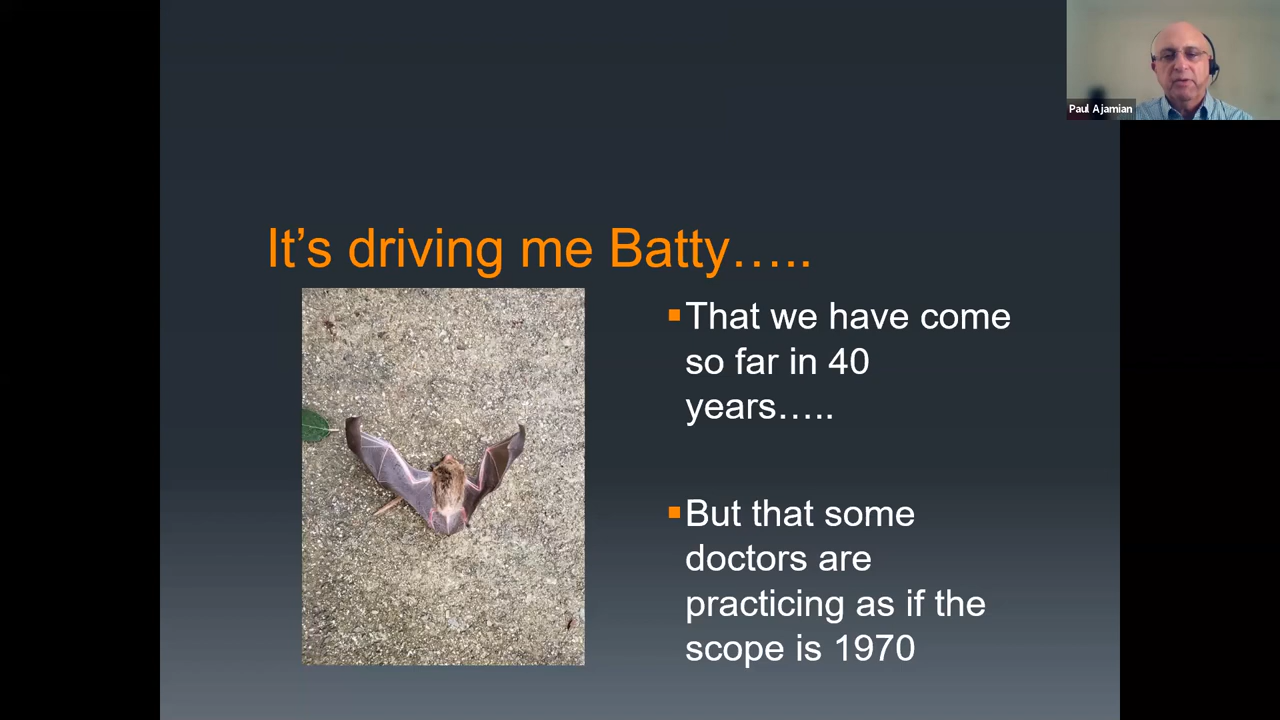 Paul Ajamian
It’s driving me Batty…..
▪That we have come
so far in 40
years…..
▪But that some
doctors are
practicing as if the
scope is 1970